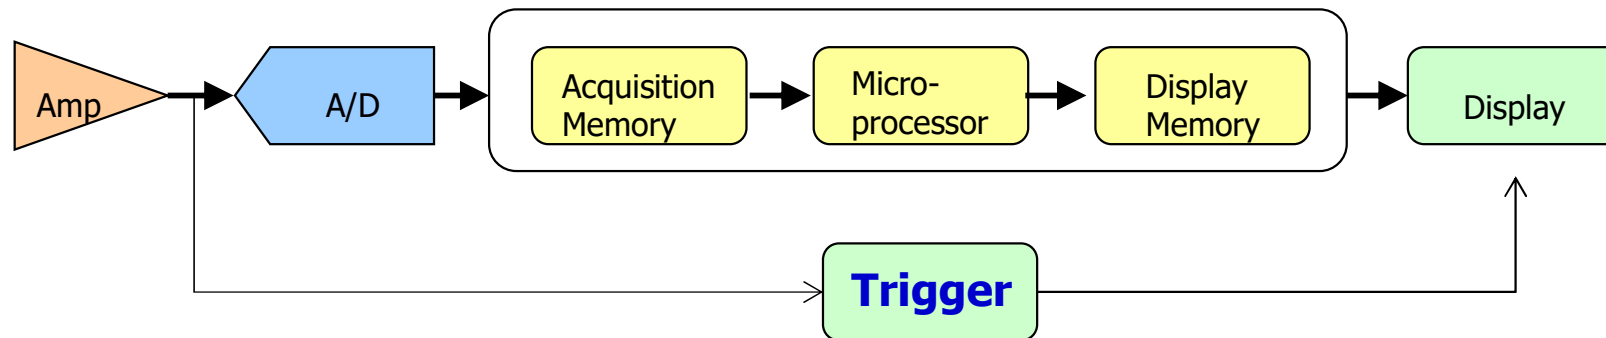 Amp
A/D
Acquisition
Memory
Micro-
processor
Display
Memory
Display
Trigger